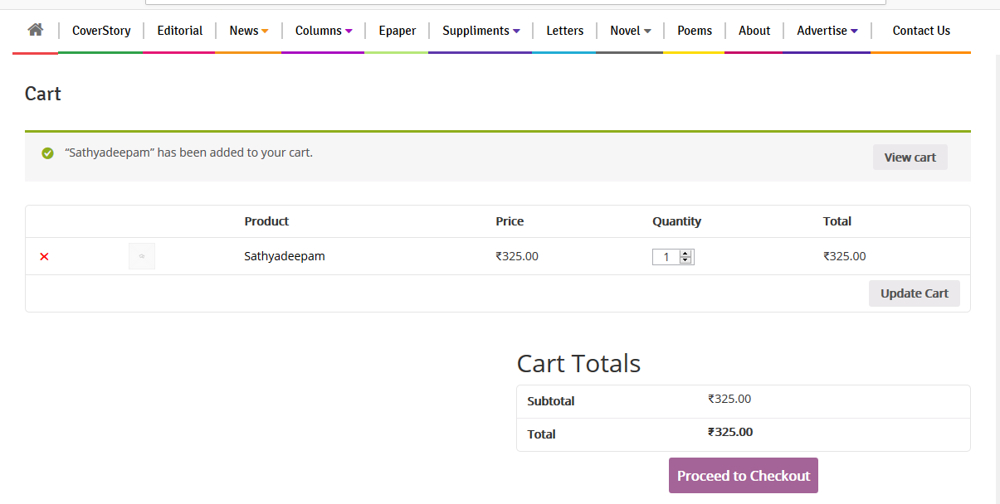 CoverStory Editorial News Columns Epaper Suppliments Letters Novel Poems About Advertise Contact Us
Cart
“Sathyadeepam” has been added to your cart. View cart
Product Price Quantity Total
Sathyadeepam ₹325.00 1 ₹325.00
Update Cart
Cart Totals
Subtotal ₹325.00
Total ₹325.00
Proceed to Checkout